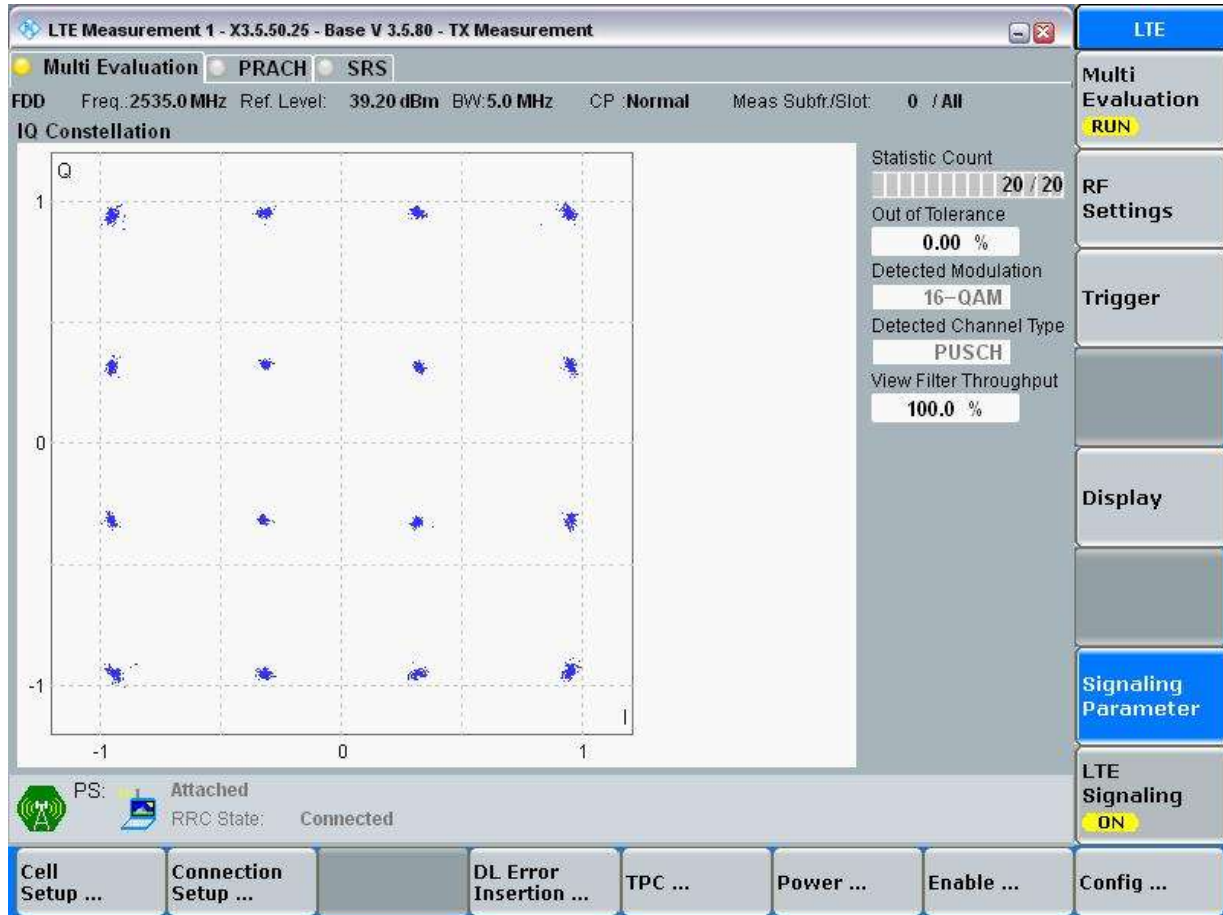 LTE Measurement 1 - X3.5.50.25 - Base V 3.5.80 - TX Measurement
LTE
Multi Evaluation PRACH SRS
FDD Freq.:2535.0 MHz Ref. Level: 39.20 dBm BW:5.0 MHz CP :Normal Meas Subfr./Slot: 0 / All
IQ Constellation
Q
1
0
-1
I
-1 0 1
Statistic Count
20 / 20
Out of Tolerance
0.00 %
Detected Modulation
16-QAM
Detected Channel Type
PUSCH
View Filter Throughput
100.0 %
Multi
Evaluation
RUN
RF
Settings
Trigger
Display
Signaling
Parameter
LTE
Signaling
ON
PS: Attached
RRC State: Connected
Cell
Setup ...
Connection
Setup ...
DL Error
Insertion ...
TPC ...
Power ...
Enable ...
Config ...